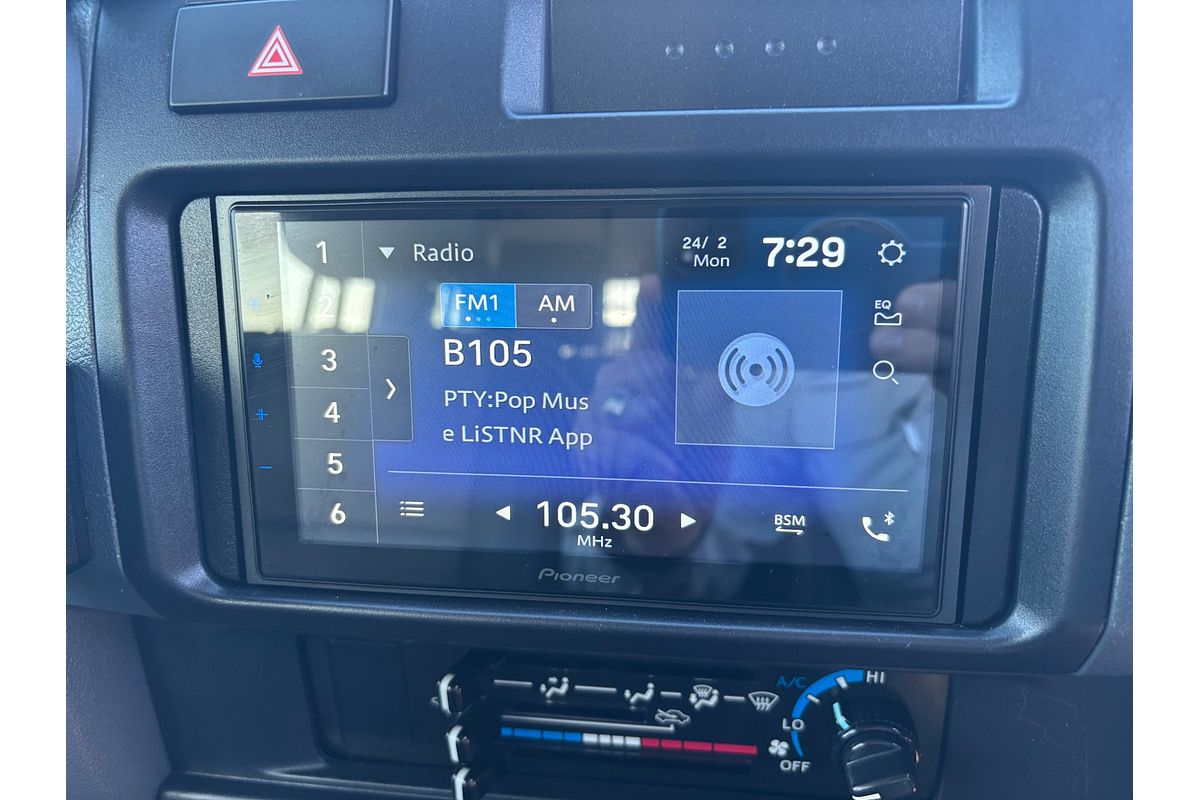 1
Radio
24/ 2
Mon
7:29
2
FM1
AM
EQ
3
B105
4
PTY:Pop Mus
5
e LiSTNR App
6
105.30
MHz
BSM
Pioneer
A/C
HI
LO
OFF